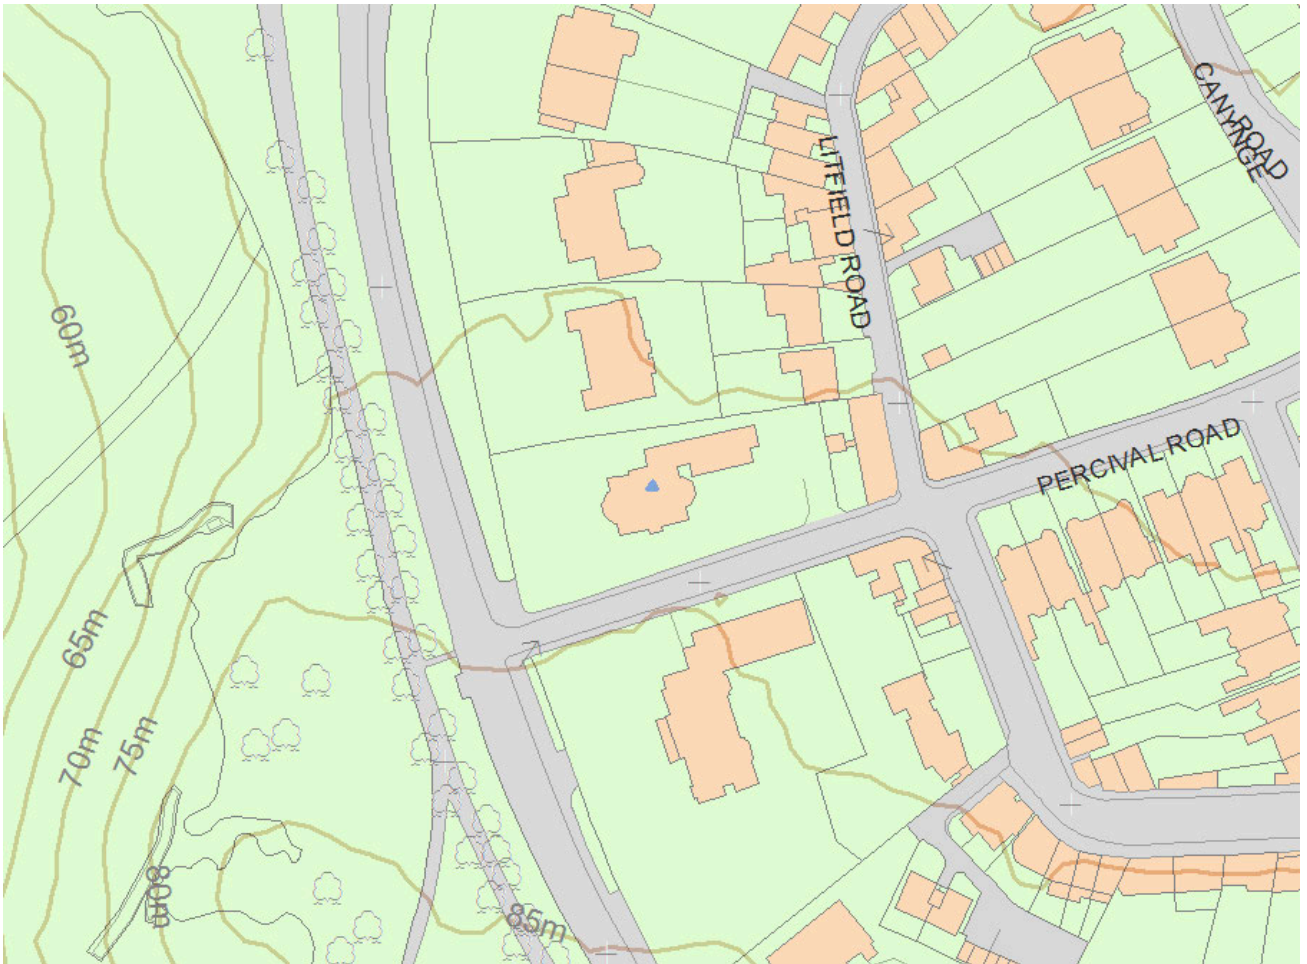 CANYNGE
ROAD
LITFIELD ROAD
60m
PERCIVAL ROAD
65m
70m
75m
80m
85m